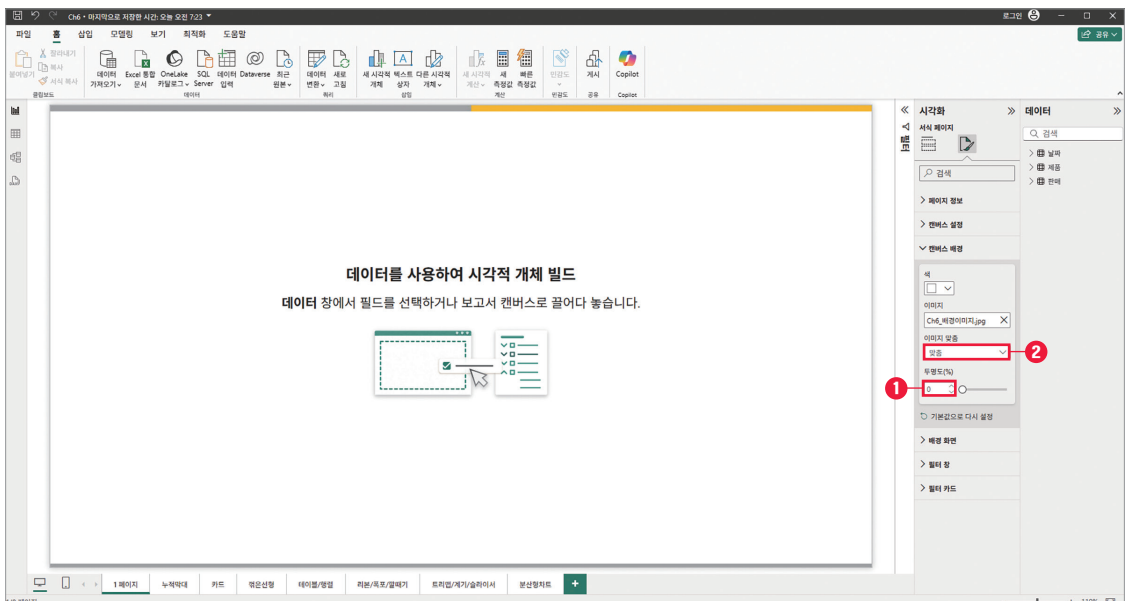 Ch6 • 마지막으로 저장한 시간: 오늘 오전 7:23
로그인
파일 홈 삽입 모델링 보기 최적화 도움말
공유
붙여넣기
잘라내기
복사
서식 복사
클립보드
데이터 가져오기
Excel 통합 문서
OneLake 카탈로그
SQL Server
데이터 입력
Dataverse
최근 원본
데이터
데이터 변환
새로 고침
쿼리
새 시각적 개체
텍스트 상자
다른 시각적 개체
삽입
새 시각적 계산
새 측정값
빠른 측정값
계산
민감도
민감도
게시
공유
Copilot
Copilot
데이터를 사용하여 시각적 개체 빌드
데이터 창에서 필드를 선택하거나 보고서 캔버스로 끌어다 놓습니다.
필터
시각화
서식 페이지
검색
페이지 정보
캔버스 설정
캔버스 배경
색
이미지
Ch6_배경이미지.jpg
이미지 맞춤
맞춤
2
투명도(%)
1
0
기본값으로 다시 설정
배경 화면
필터 창
필터 카드
데이터
검색
날짜
제품
판매
1 페이지 누적막대 카드 꺾은선형 테이블/행렬 리본/폭포/깔때기 트리맵/계기/슬라이서 분산형차트